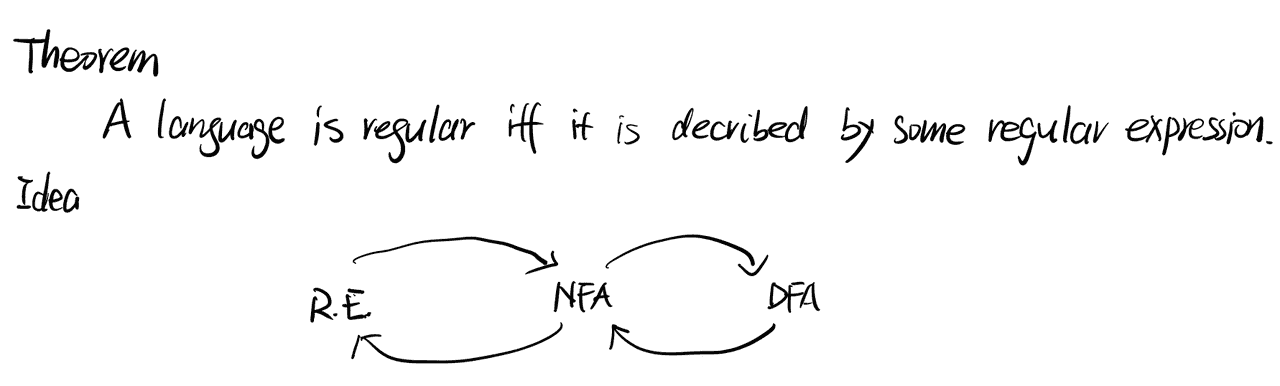 Theorem
A language is regular iff it is decribed by some regular expression.
Idea
R.E. NFA DFA